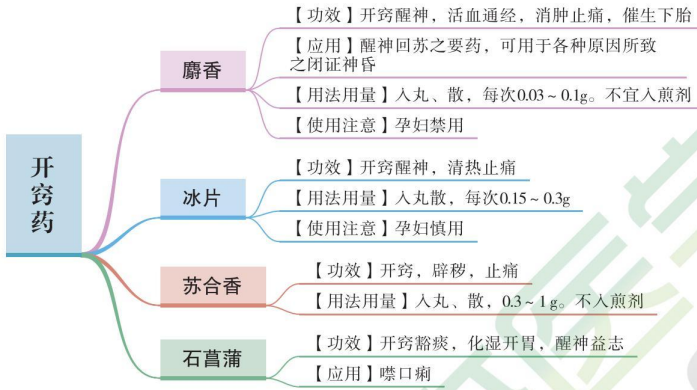 开窍药
麝香
【功效】开窍醒神，活血通经，消肿止痛，催生下胎
【应用】醒神回苏之要药，可用于各种原因所致
之闭证神昏
【用法用量】入丸、散，每次0.03～0.1g。不宜入煎剂
【使用注意】孕妇禁用
冰片
【功效】开窍醒神，清热止痛
【用法用量】入丸散，每次0.15～0.3g
【使用注意】孕妇慎用
苏合香
【功效】开窍，辟秽，止痛
【用法用量】入丸、散，0.3～1 g。不入煎剂
石菖蒲
【功效】开窍豁痰，化湿开胃，醒神益志
【应用】噤口痢